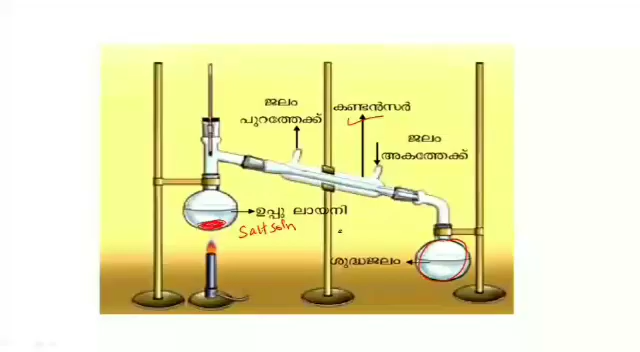 ജലം
പുറത്തേക്ക്
കണ്ടൻസർ
ജലം
അകത്തേക്ക്
ഉപ്പു ലായനി
Salt soln
ശുദ്ധജലം